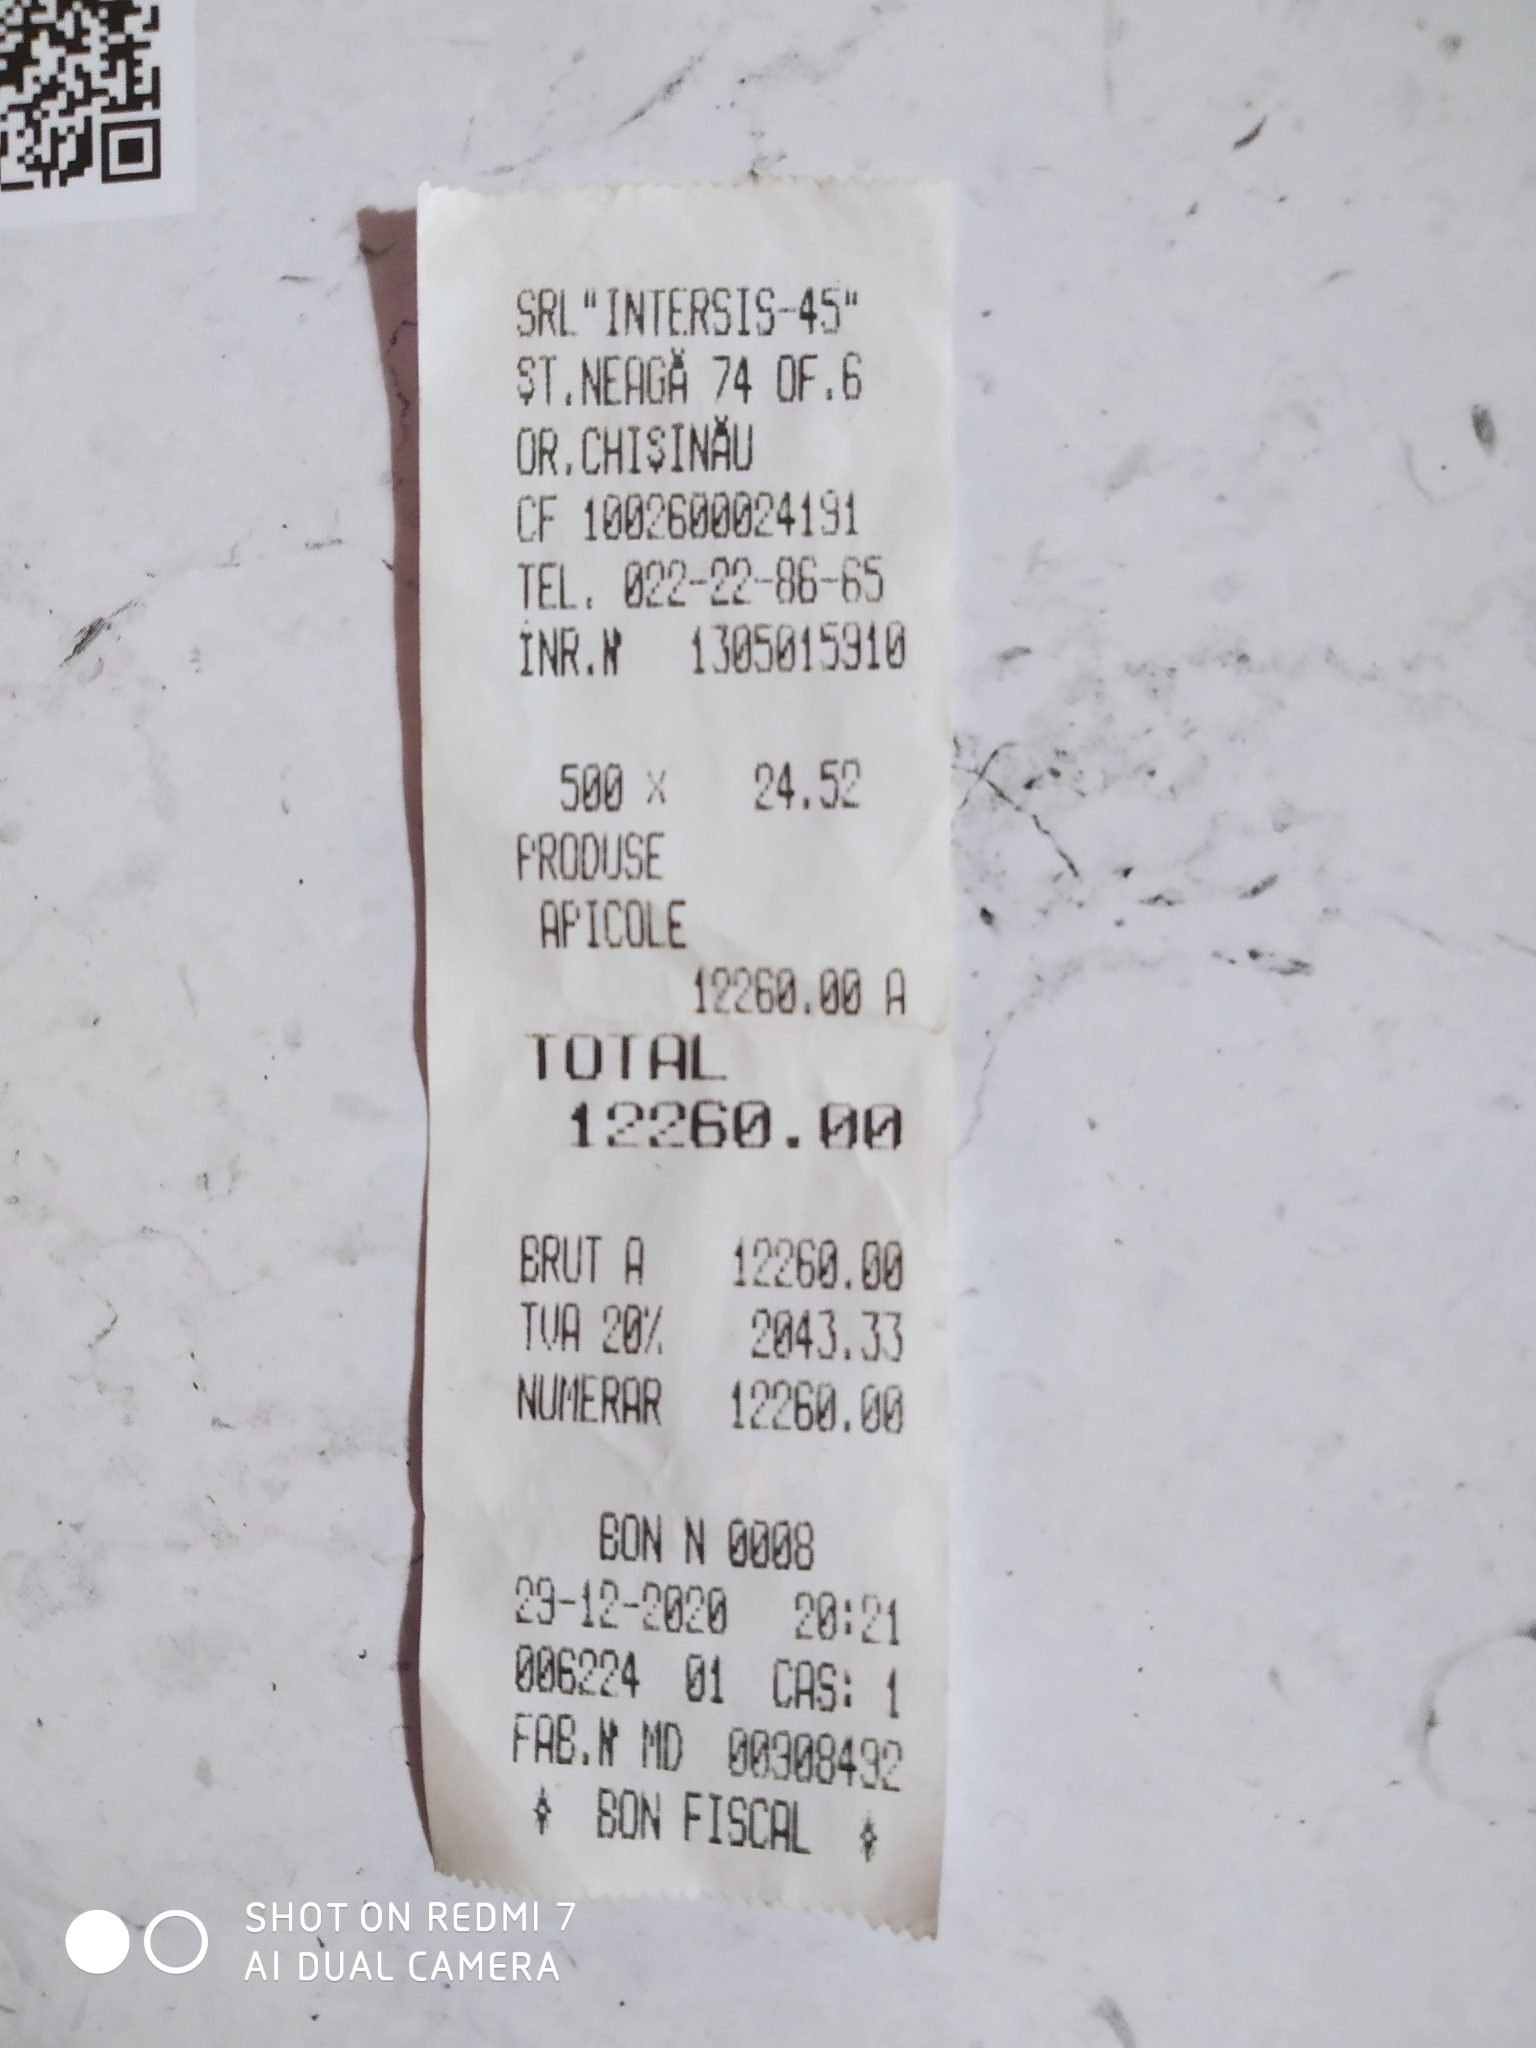 SRL"INTERSIS-45"
ŞT.NEAGĂ 74 OF.6
OR.CHIŞINĂU
CF 1002600024191
TEL. 022-22-86-65
ÎNR.№ 1305015910
500 x 24.52
PRODUSE
APICOLE
12260.00 A
TOTAL
12260.00
BRUT A 12260.00
TVA 20% 2043.33
NUMERAR 12260.00
BON N 0008
29-12-2020 20:21
006224 01 CAS: 1
FAB.№ MD 00908492
BON FISCAL
SHOT ON REDMI 7
AI DUAL CAMERA